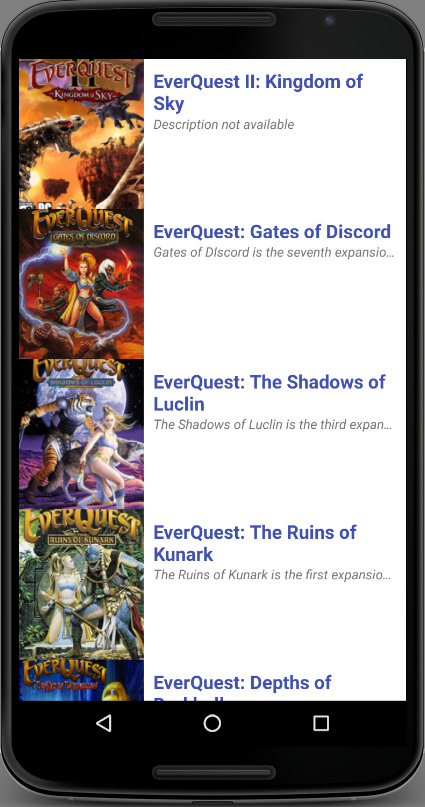 EVERQUEST II
KINGDOM of SKY
PC
EverQuest II: Kingdom of
Sky
Description not available
EVERQUEST
GATES OF DISCORD
EverQuest: Gates of Discord
Gates of DIscord is the seventh expansio…
EVERQUEST
SHADOWS OF LUCLIN
EverQuest: The Shadows of
Luclin
The Shadows of Luclin is the third expan…
EVERQUEST
RUINS OF KUNARK
EverQuest: The Ruins of
Kunark
The Ruins of Kunark is the first expansio…
EVERQUEST
EverQuest: Depths of